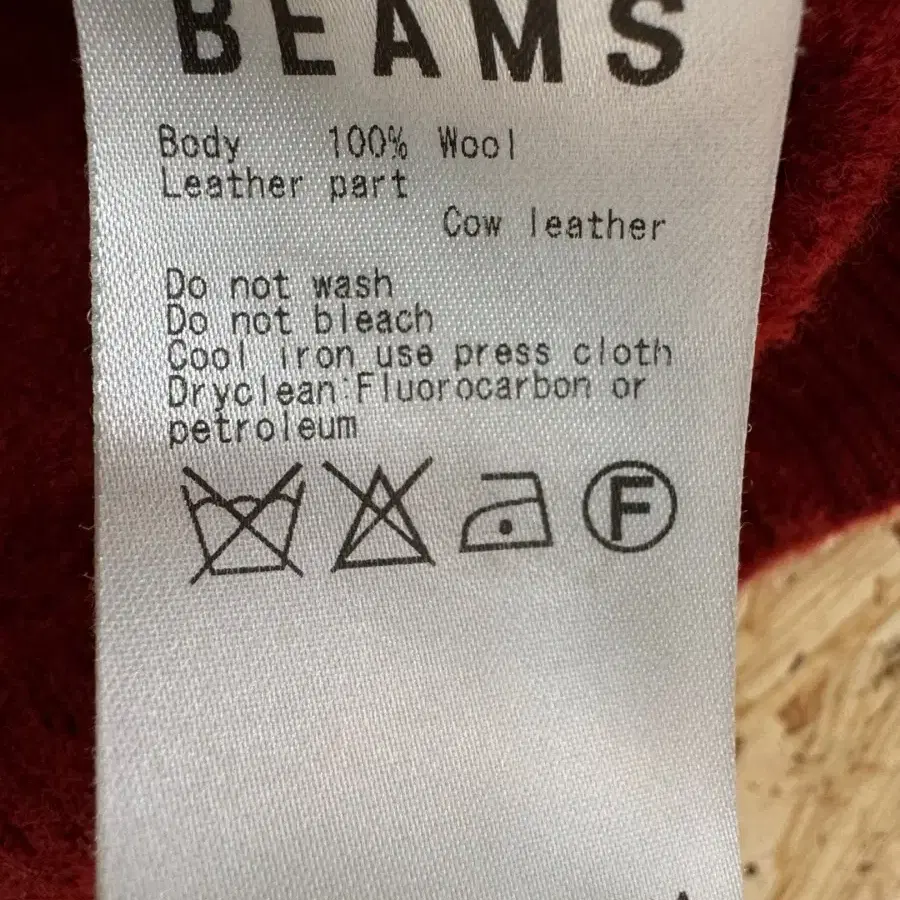 BEAMS
Body 100% Wool
Leather part
Cow leather
Do not wash
Do not bleach
Cool iron use press cloth
Dryclean:Fluorocarbon or
petroleum
F